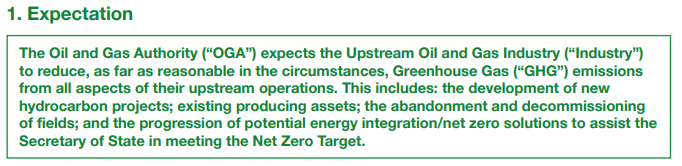 1. Expectation
The Oil and Gas Authority (“OGA”) expects the Upstream Oil and Gas Industry (“Industry”)
to reduce, as far as reasonable in the circumstances, Greenhouse Gas (“GHG”) emissions
from all aspects of their upstream operations. This includes: the development of new
hydrocarbon projects; existing producing assets; the abandonment and decommissioning
of fields; and the progression of potential energy integration/net zero solutions to assist the
Secretary of State in meeting the Net Zero Target.